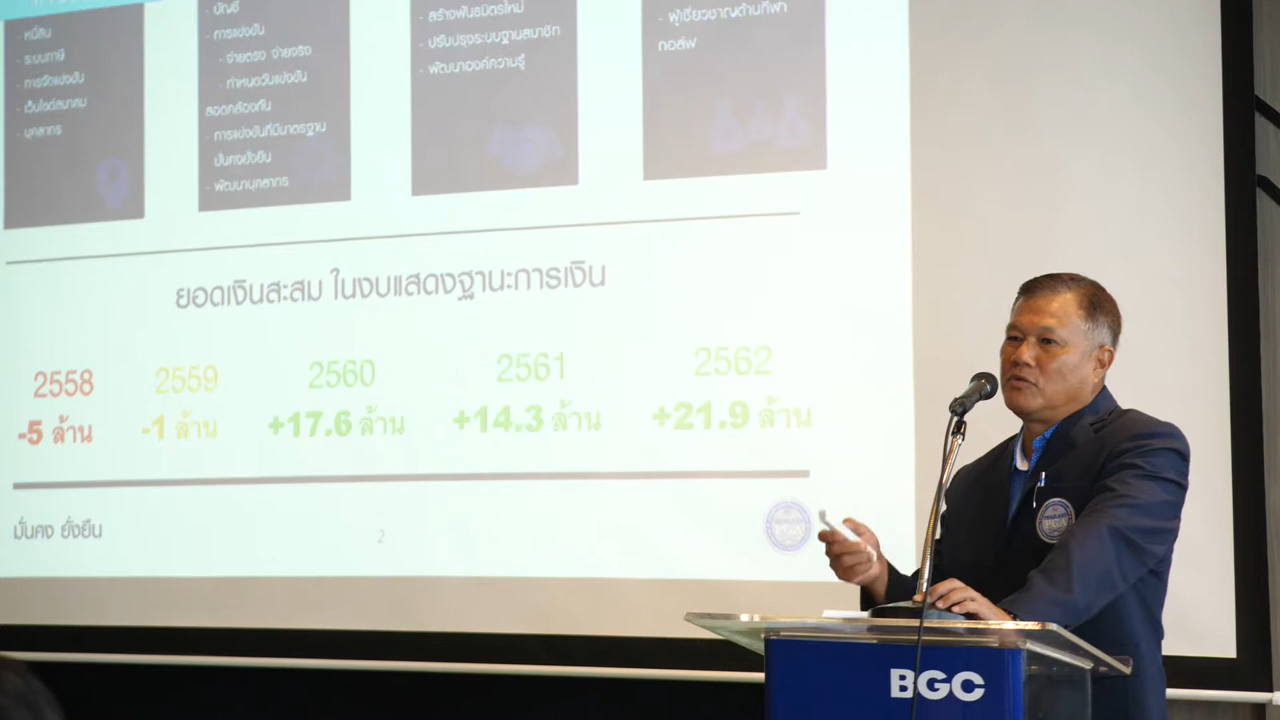 - หนี้สิน
- ระบบภาษี
- การจัดแข่งขัน
- เว็บไซต์สมาคม
- บุคลากร
- บัญชี
- การแข่งขัน
- จ่ายตรง จ่ายจริง
- กำหนดวันแข่งขัน
สอดคล้องกัน
- การแข่งขันที่มีมาตรฐาน
มั่นคงยั่งยืน
- พัฒนาบุคลากร
- สร้างพันธมิตรใหม่
- ปรับปรุงระบบฐานสมาชิก
- พัฒนาองค์ความรู้
- ผู้เชี่ยวชาญด้านกีฬา
กอล์ฟ
ยอดเงินสะสม ในงบแสดงฐานะการเงิน
2558 2559 2560 2561 2562
-5 ล้าน -1 ล้าน +17.6 ล้าน +14.3 ล้าน +21.9 ล้าน
มั่นคง ยั่งยืน
2
PGA
BGC